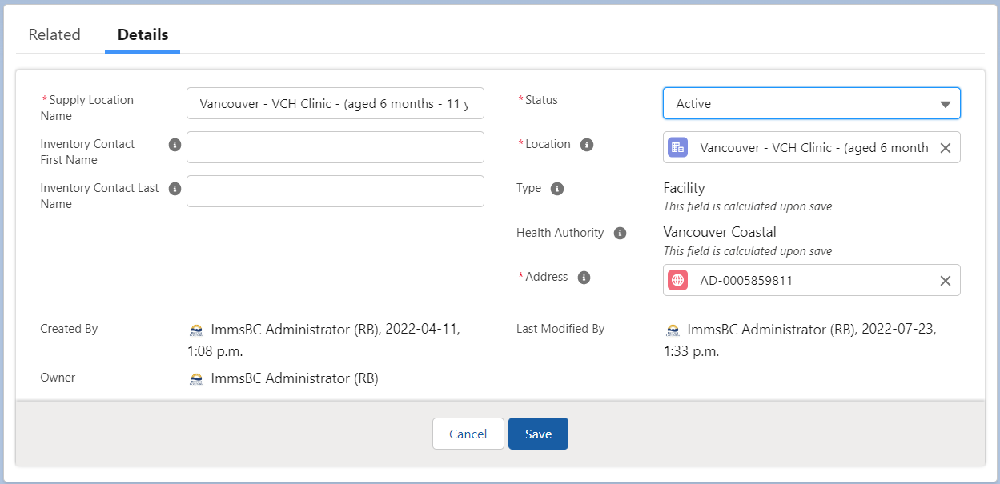 Related
Details
*Supply Location
Name
Vancouver - VCH Clinic - (aged 6 months - 11 y
*Status
Active
Inventory Contact
First Name
*Location
Vancouver - VCH Clinic - (aged 6 month
Inventory Contact Last
Name
Type
Facility
This field is calculated upon save
Health Authority
Vancouver Coastal
This field is calculated upon save
*Address
AD-0005859811
Created By
ImmsBC Administrator (RB), 2022-04-11,
1:08 p.m.
Last Modified By
ImmsBC Administrator (RB), 2022-07-23,
1:33 p.m.
Owner
ImmsBC Administrator (RB)
Cancel
Save